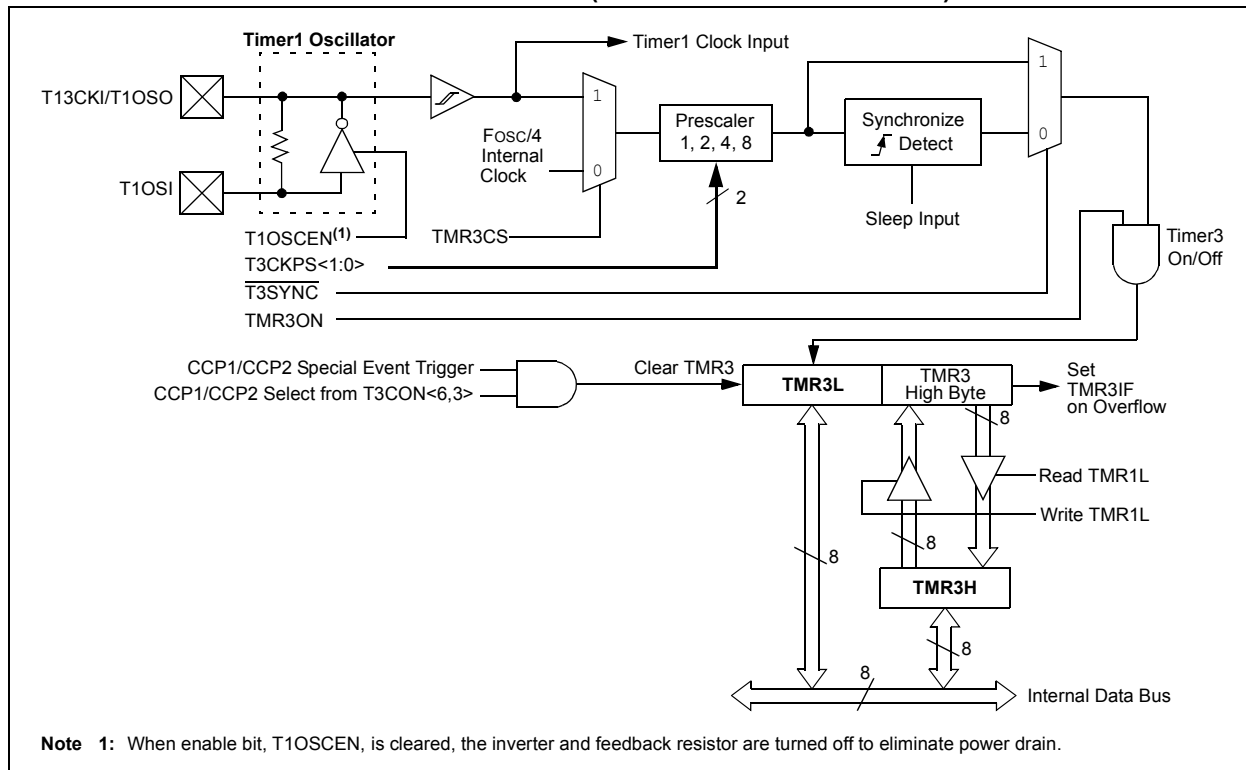 Timer1 Oscillator
Timer1 Clock Input
T13CKI/T1OSO
T1OSI
1
0
FOSC/4
Internal
Clock
Prescaler
1, 2, 4, 8
2
Synchronize
Detect
Sleep Input
1
0
T1OSCEN(1)
TMR3CS
T3CKPS<1:0>
T3SYNC
TMR3ON
Timer3
On/Off
CCP1/CCP2 Special Event Trigger
CCP1/CCP2 Select from T3CON<6,3>
Clear TMR3
TMR3L
TMR3
High Byte
Set
TMR3IF
on Overflow
8
Read TMR1L
Write TMR1L
8
8
TMR3H
8
8
Internal Data Bus
Note 1: When enable bit, T1OSCEN, is cleared, the inverter and feedback resistor are turned off to eliminate power drain.